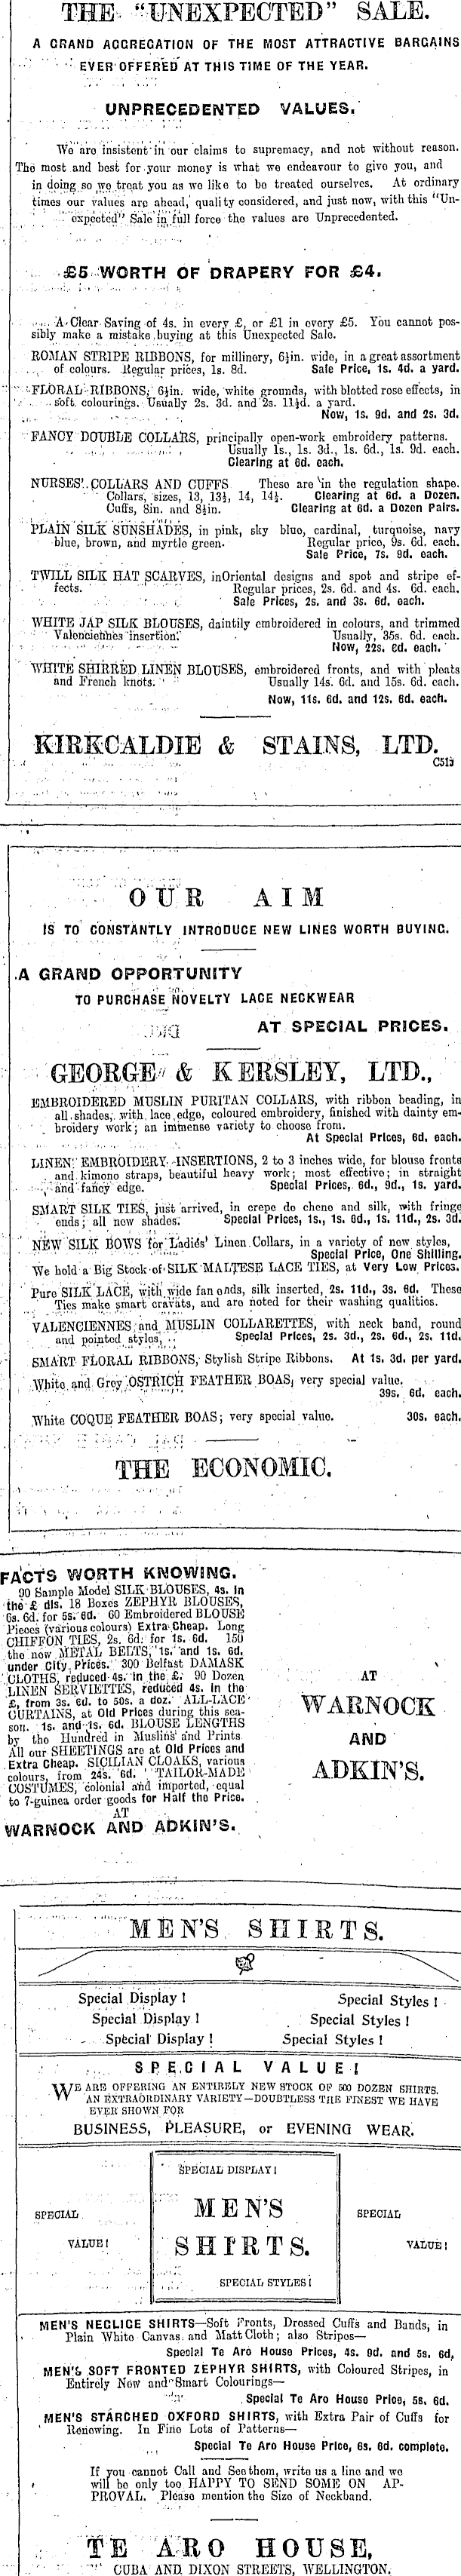 THE "UNEXPECTED" SALE.
A GRAND AGGREGATION OF THE MOST ATTRACTIVE BARGAINS
EVER OFFERED AT THIS TIME OF THE YEAR.
UNPRECEDENTED VALUES.
We are insistent in our claims to supremacy, and not without reason.
The most and best for your money is what we endeavour to give you, and
in doing so we treat you as we like to be treated ourselves. At ordinary
times our values are ahead, quality considered, and just now, with this "Un-
expected" Sale in full force the values are Unprecedented.
£5 WORTH OF DRAPERY FOR £4.
A Clear Saving of 4s. in every £, or £1 in every £5. You cannot pos-
sibly make a mistake buying at this Unexpected Sale.
ROMAN STRIPE RIBBONS, for millinery, 6½in. wide, in a great assortment
of colours. Regular prices, 1s. 8d. Sale Price, 1s. 4d. a yard.
FLORAL RIBBONS, 6½in. wide, white grounds, with blotted rose effects, in
soft colourings. Usually 2s. 3d. and 2s. 11½d. a yard.
Now, 1s. 9d. and 2s. 3d.
FANCY DOUBLE COLLARS, principally open-work embroidery patterns.
Usually 1s., 1s. 3d., 1s. 6d., 1s. 9d. each.
Clearing at 6d. each.
NURSES' COLLARS AND CUFFS These are in the regulation shape.
Collars, sizes, 13, 13½, 14, 14½. Clearing at 6d. a Dozen.
Cuffs, 8in. and 8½in. Clearing at 6d. a Dozen Pairs.
PLAIN SILK SUNSHADES, in pink, sky blue, cardinal, turquoise, navy
blue, brown, and myrtle green. Regular price, 9s. 6d. each.
Sale Price, 7s. 9d. each.
TWILL SILK HAT SCARVES, in Oriental designs and spot and stripe ef-
fects. Regular prices, 2s. 6d. and 4s. 6d. each.
Sale Prices, 2s. and 3s. 6d. each.
WHITE JAP SILK BLOUSES, daintily embroidered in colours, and trimmed
Valenciennes insertion. Usually, 35s. 6d. each.
Now, 22s. 6d. each.
WHITE SHIRRED LINEN BLOUSES, embroidered fronts, and with pleats
and French knots. Usually 14s. 6d. and 15s. 6d. each.
Now, 11s. 6d. and 12s. 6d. each.
KIRKCALDIE & STAINS, LTD.
OUR AIM
IS TO CONSTANTLY INTRODUCE NEW LINES WORTH BUYING.
A GRAND OPPORTUNITY
TO PURCHASE NOVELTY LACE NECKWEAR
AT SPECIAL PRICES.
GEORGE & KERSLEY, LTD.,
EMBROIDERED MUSLIN PURITAN COLLARS, with ribbon beading, in
all shades, with lace edge, coloured embroidery, finished with dainty em-
broidery work; an immense variety to choose from.
At Special Prices, 6d. each.
LINEN EMBROIDERY INSERTIONS, 2 to 3 inches wide, for blouse fronts
and kimono straps, beautiful heavy work; most effective; in straight
and fancy edge. Special Prices, 6d., 9d., 1s. yard.
SMART SILK TIES, just arrived, in crepe de chene and silk, with fringe
ends; all new shades. Special Prices, 1s., 1s. 6d., 1s. 11d., 2s. 3d.
NEW SILK BOWS for Ladies' Linen Collars, in a variety of new styles,
Special Price, One Shilling.
We hold a Big Stock of SILK MALTESE LACE TIES, at Very Low Prices.
Pure SILK LACE, with wide fan ends, silk inserted, 2s. 11d., 3s. 6d. These
Ties make smart cravats, and are noted for their washing qualities.
VALENCIENNES and MUSLIN COLLARETTES, with neck band, round
and pointed styles, Special Prices, 2s. 3d., 2s. 6d., 2s. 11d.
SMART FLORAL RIBBONS, Stylish Stripe Ribbons. At 1s. 3d. per yard.
White and Grey OSTRICH FEATHER BOAS, very special value.
39s. 6d. each.
White COQUE FEATHER BOAS; very special value. 30s. each.
THE ECONOMIC.
FACTS WORTH KNOWING.
90 Sample Model SILK BLOUSES, 4s. in
the £ dis. 18 Boxes ZEPHYR BLOUSES,
6s. 6d. for 5s. 6d. 60 Embroidered BLOUSE
Pieces (various colours) Extra Cheap. Long
CHIFFON TIES, 2s. 6d. for 1s. 6d. 150
the new METAL BELTS, 1s. and 1s. 6d.
under City Prices. 300 Belfast DAMASK
CLOTHS, reduced 4s. in the £. 90 Dozen
LINEN SERVIETTES, reduced 4s. in the
£, from 3s. 6d. to 50s. a doz. ALL-LACE
CURTAINS, at Old Prices during this sea-
son. 1s. and 1s. 6d. BLOUSE LENGTHS
by the Hundred in Muslins and Prints
All our SHEETINGS are at Old Prices and
Extra Cheap. SICILIAN CLOAKS, various
colours, from 24s. 6d. TAILOR-MADE
COSTUMES, colonial and imported, equal
to 7-guinea order goods for Half the Price.
AT
WARNOCK AND ADKIN'S.
AT
WARNOCK
AND
ADKIN'S.
MEN'S SHIRTS.
Special Display! Special Styles!
Special Display! Special Styles!
Special Display! Special Styles!
SPECIAL VALUE!
WE ARE OFFERING AN ENTIRELY NEW STOCK OF 500 DOZEN SHIRTS.
AN EXTRAORDINARY VARIETY—DOUBTLESS THE FINEST WE HAVE
EVER SHOWN FOR
BUSINESS, PLEASURE, or EVENING WEAR.
SPECIAL DISPLAY!
SPECIAL MEN'S SPECIAL
VALUE! SHIRTS. VALUE!
SPECIAL STYLES!
MEN'S NEGLIGE SHIRTS—Soft Fronts, Dressed Cuffs and Bands, in
Plain White Canvas and Matt Cloth; also Stripes—
Special Te Aro House Prices, 4s. 9d. and 5s. 6d,
MEN'S SOFT FRONTED ZEPHYR SHIRTS, with Coloured Stripes, in
Entirely New and Smart Colourings—
Special Te Aro House Price, 5s. 6d.
MEN'S STARCHED OXFORD SHIRTS, with Extra Pair of Cuffs for
Renewing. In Fine Lots of Patterns—
Special Te Aro House Price, 6s. 6d. complete.
If you cannot Call and See them, write us a line and we
will be only too HAPPY TO SEND SOME ON AP-
PROVAL. Please mention the Size of Neckband.
TE ARO HOUSE,
CUBA AND DIXON STREETS, WELLINGTON.